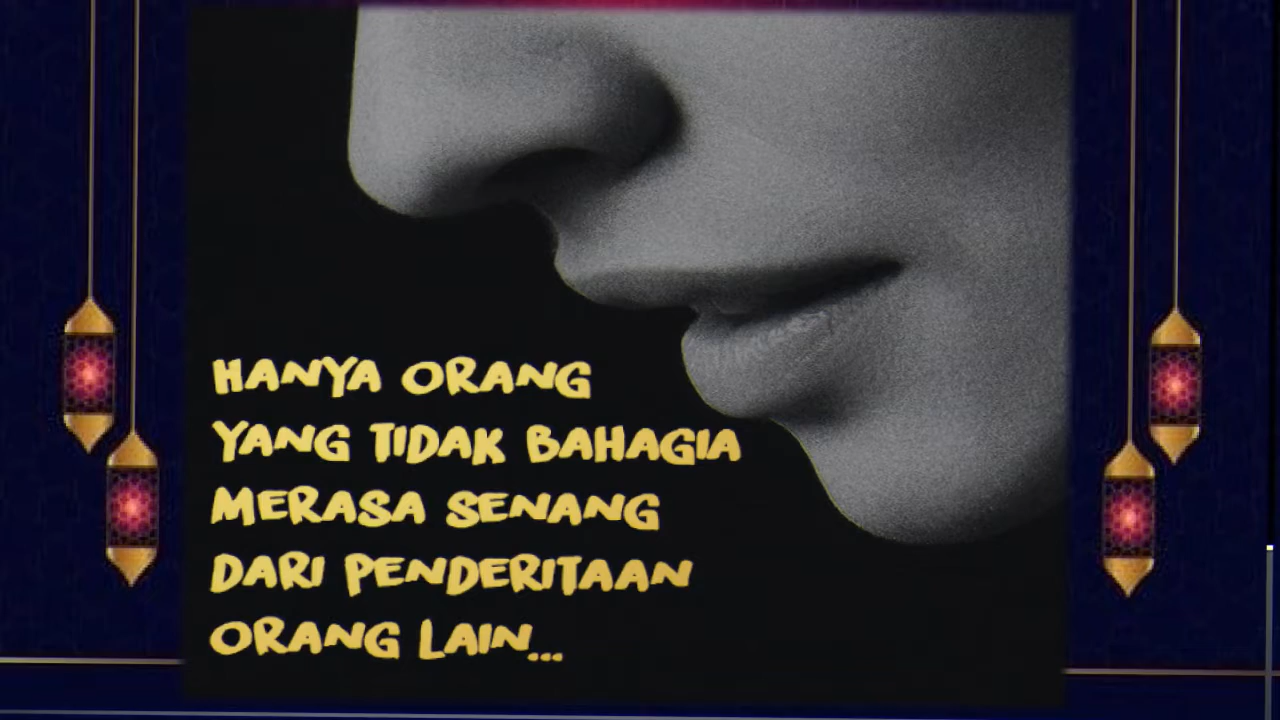 HANYA ORANG
YANG TIDAK BAHAGIA
MERASA SENANG
DARI PENDERITAAN
ORANG LAIN...